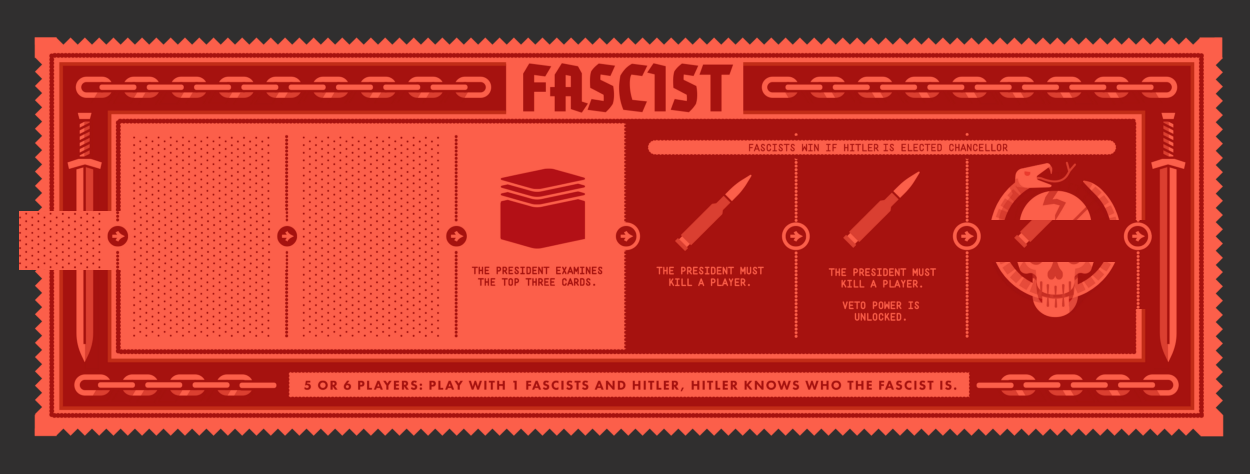 FASCIST
FASCISTS WIN IF HITLER IS ELECTED CHANCELLOR
THE PRESIDENT EXAMINES
THE TOP THREE CARDS.
THE PRESIDENT MUST
KILL A PLAYER.
THE PRESIDENT MUST
KILL A PLAYER.
VETO POWER IS
UNLOCKED.
5 OR 6 PLAYERS: PLAY WITH 1 FASCISTS AND HITLER, HITLER KNOWS WHO THE FASCIST IS.